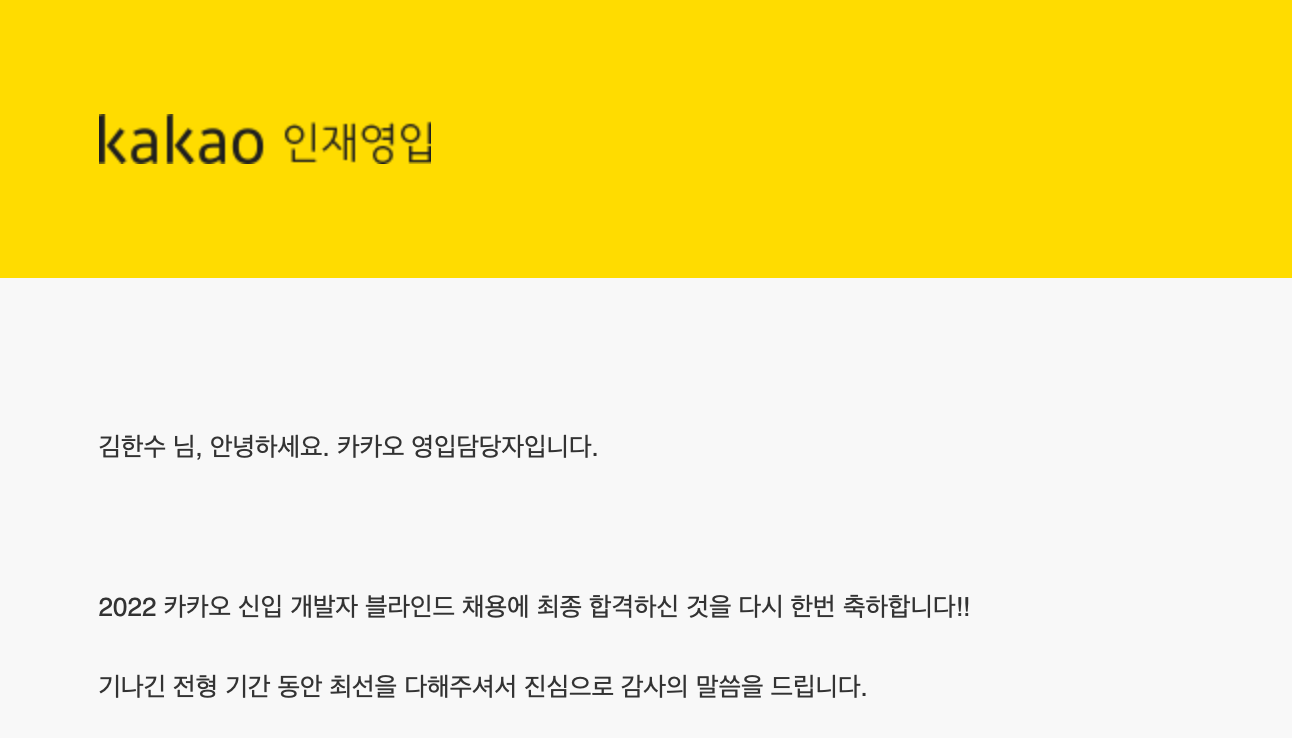 kakao 인재영입
김한수 님, 안녕하세요. 카카오 영입담당자입니다.
2022 카카오 신입 개발자 블라인드 채용에 최종 합격하신 것을 다시 한번 축하합니다!!
기나긴 전형 기간 동안 최선을 다해주셔서 진심으로 감사의 말씀을 드립니다.